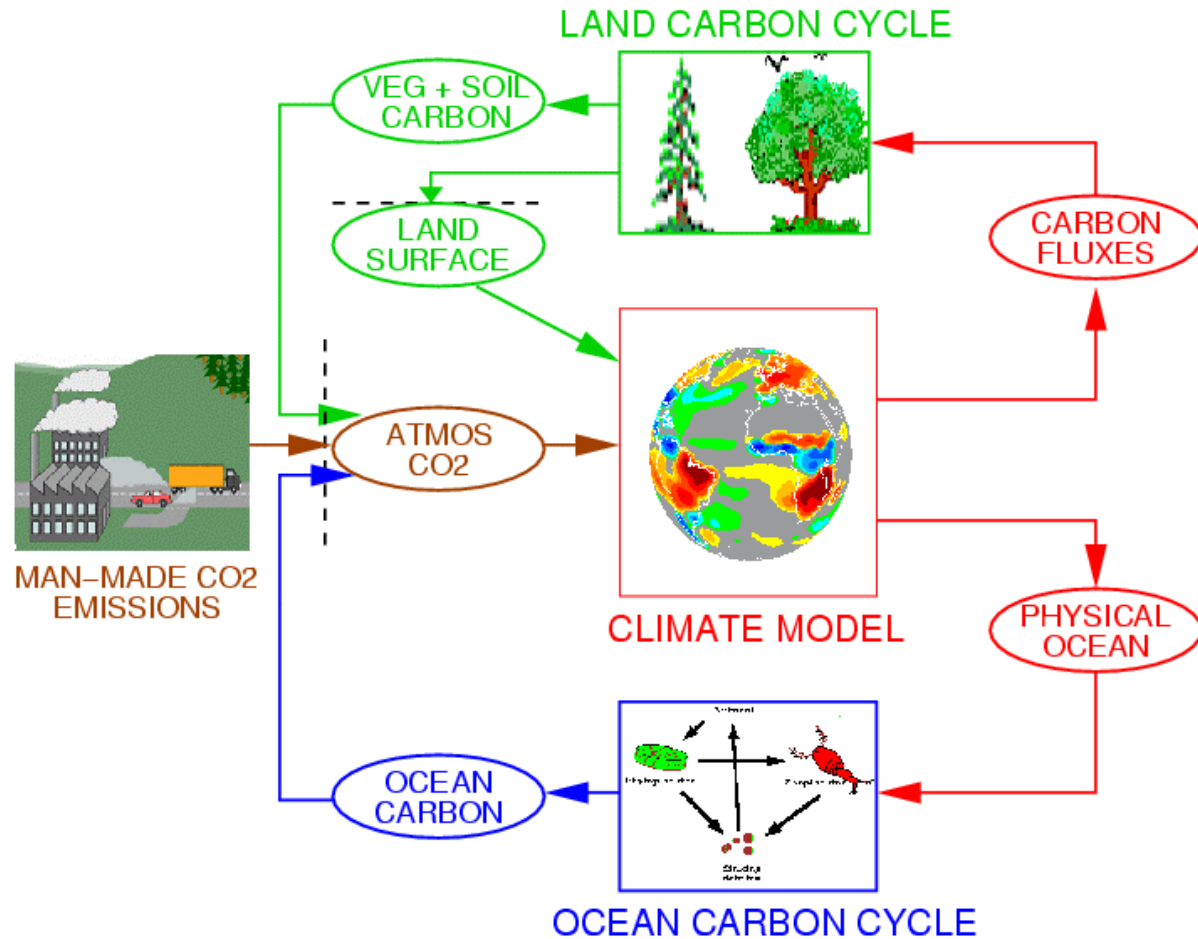 LAND CARBON CYCLE
VEG + SOIL
CARBON
LAND
SURFACE
CARBON
FLUXES
ATMOS
CO2
MAN-MADE CO2
EMISSIONS
CLIMATE MODEL
PHYSICAL
OCEAN
OCEAN
CARBON
OCEAN CARBON CYCLE